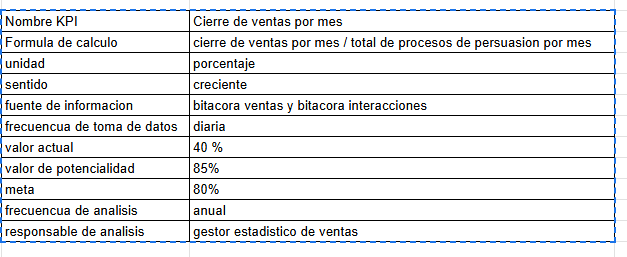 Nombre KPI Cierre de ventas por mes
Formula de calculo cierre de ventas por mes / total de procesos de persuasion por mes
unidad porcentaje
sentido creciente
fuente de informacion bitacora ventas y bitacora interacciones
frecuencua de toma de datos diaria
valor actual 40 %
valor de potencialidad 85%
meta 80%
frecuencua de analisis anual
responsable de analisis gestor estadistico de ventas